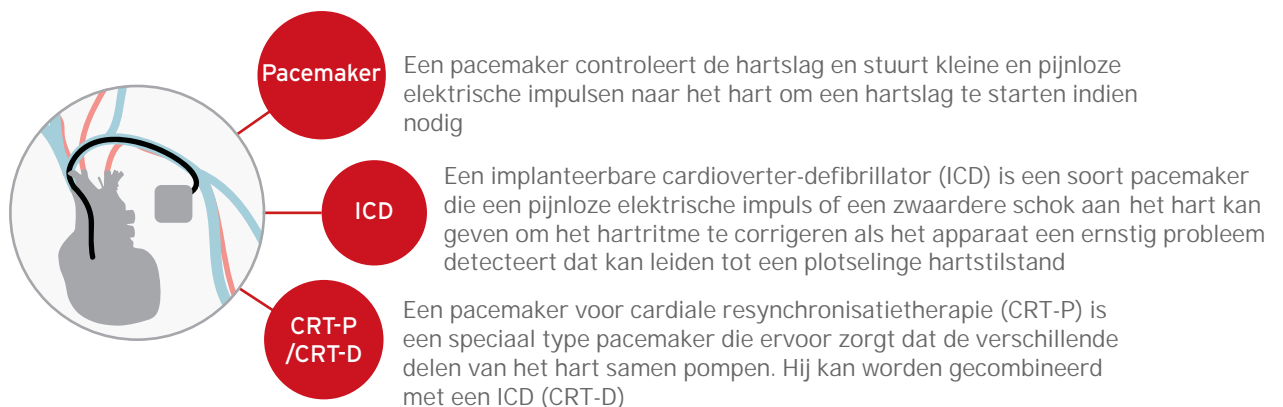 Pacemaker
Een pacemaker controleert de hartslag en stuurt kleine en pijnloze
elektrische impulsen naar het hart om een hartslag te starten indien
nodig
ICD
Een implanteerbare cardioverter-defibrillator (ICD) is een soort pacemaker
die een pijnloze elektrische impuls of een zwaardere schok aan het hart kan
geven om het hartritme te corrigeren als het apparaat een ernstig probleem
detecteert dat kan leiden tot een plotselinge hartstilstand
CRT-P
/CRT-D
Een pacemaker voor cardiale resynchronisatietherapie (CRT-P) is
een speciaal type pacemaker die ervoor zorgt dat de verschillende
delen van het hart samen pompen. Hij kan worden gecombineerd
met een ICD (CRT-D)